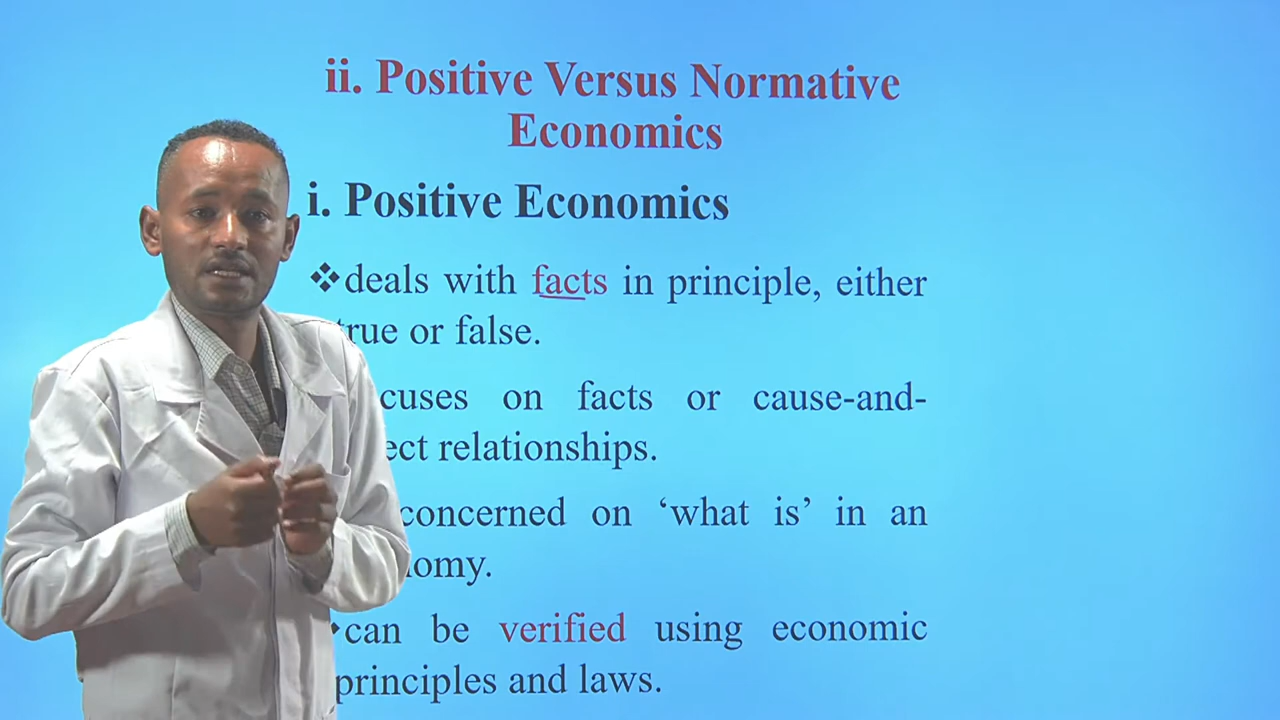 ii. Positive Versus Normative
Economics
i. Positive Economics
❖deals with facts in principle, either
true or false.
cuses on facts or cause-and-
ect relationships.
concerned on ‘what is’ in an
omy.
can be verified using economic
principles and laws.